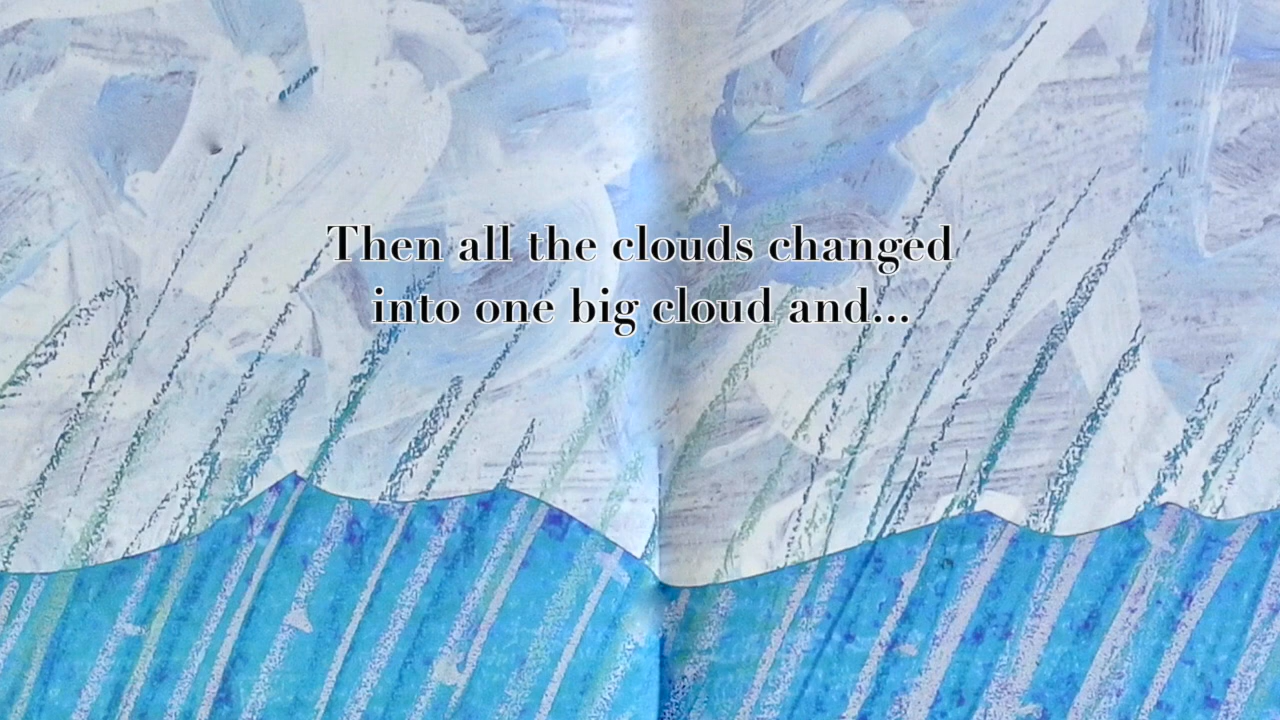 Then all the clouds changed
into one big cloud and...